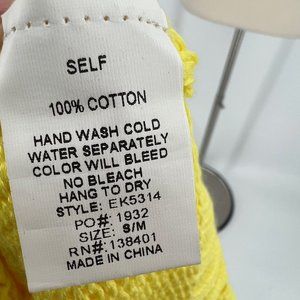 SELF
100% COTTON
HAND WASH COLD
WATER SEPARATELY
COLOR WILL BLEED
NO BLEACH
HANG TO DRY
STYLE: EK5314
PO#: 1932
SIZE: S/M
RN#: 138401
MADE IN CHINA